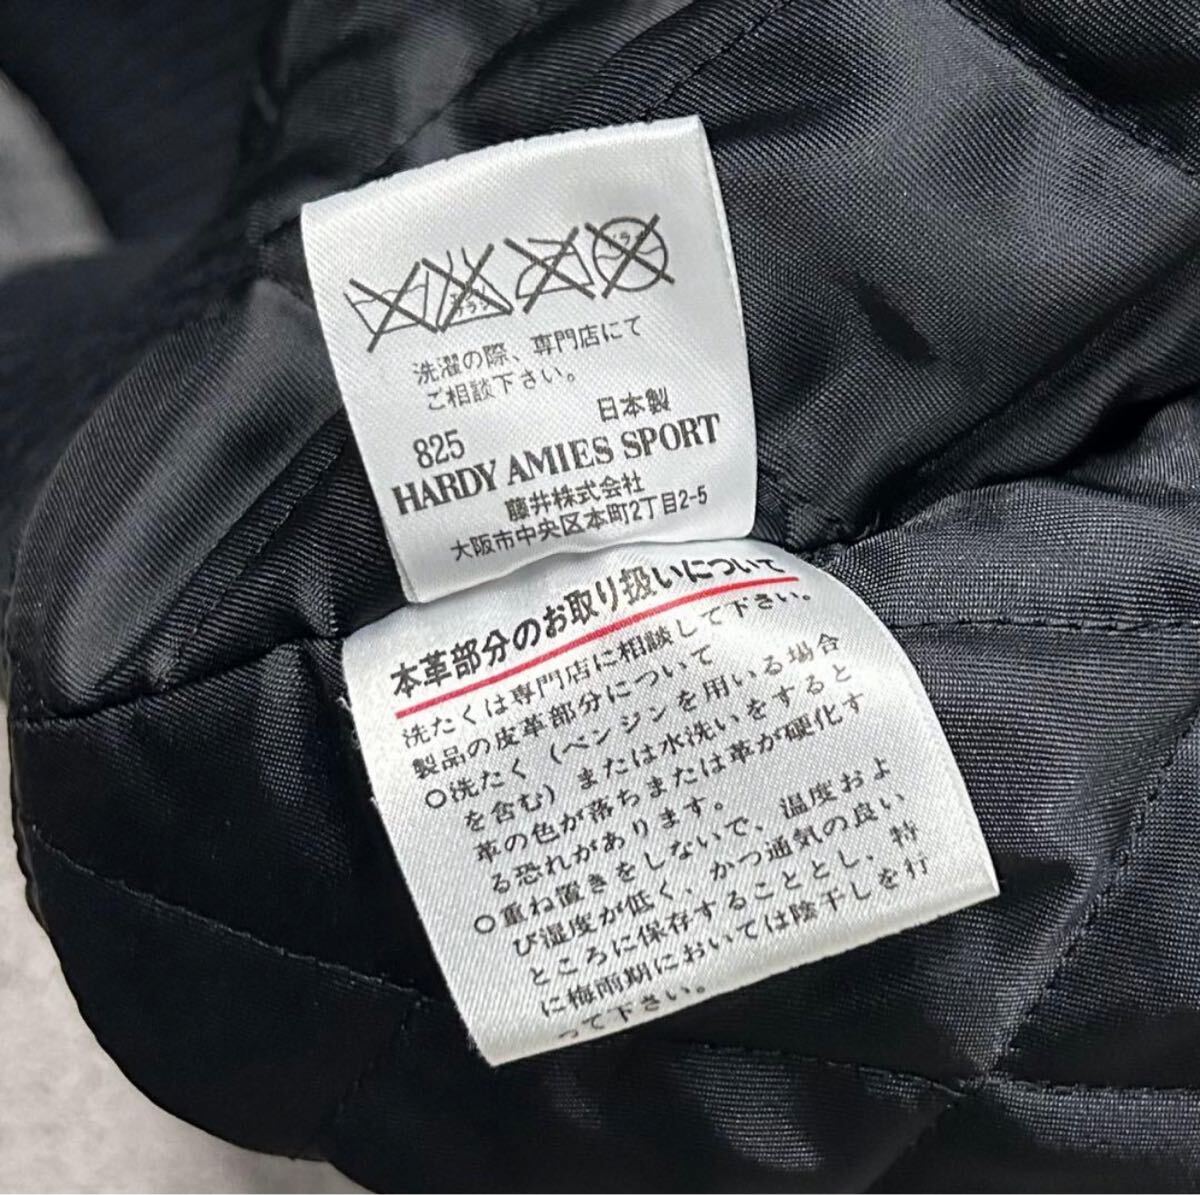 エンソ
サラシ
ドライ
洗濯の際、専門店にて
ご相談下さい。
日本製
825
HARDY AMIES SPORT
藤井株式会社
大阪市中央区本町2丁目2-5
本革部分のお取り扱いについて
洗たくは専門店に相談して下さい。
製品の皮革部分について
○洗たく(ベンジンを用いる場合
を含む)または水洗いをすると
革の色が落ちまたは革が硬化す
る恐れがあります。
○重ね置きをしないで、温度およ
び湿度が低く、かつ通気の良い
ところに保存することとし、特
に梅雨期においては陰干しを行
って下さい。